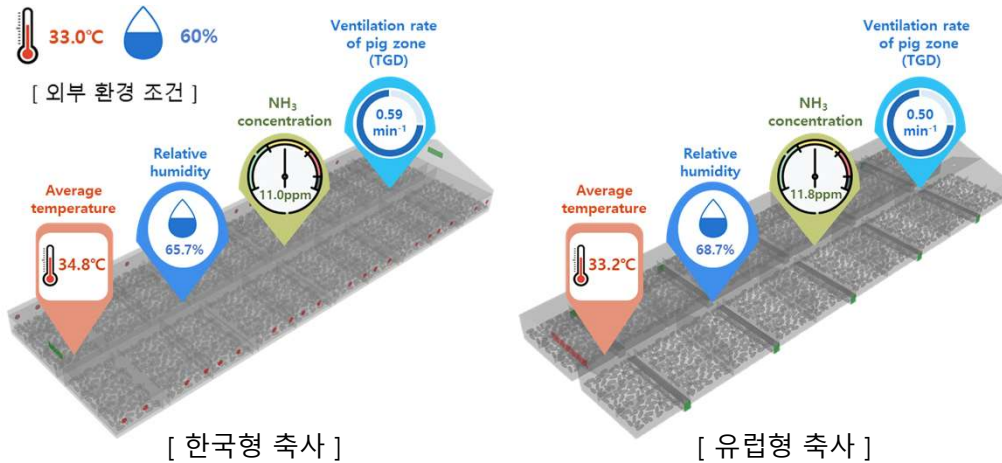 33.0℃ 60%
[ 외부 환경 조건 ]
Ventilation rate
of pig zone
(TGD)
0.59
min⁻¹
NH₃
concentration
11.0ppm
Relative
humidity
65.7%
Average
temperature
34.8℃
[ 한국형 축사 ]
Ventilation rate
of pig zone
(TGD)
0.50
min⁻¹
NH₃
concentration
11.8ppm
Relative
humidity
68.7%
Average
temperature
33.2℃
[ 유럽형 축사 ]